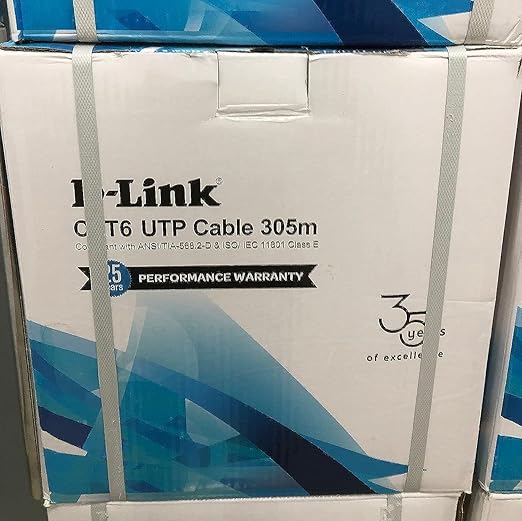 D-Link
CAT6 UTP Cable 305m
Compliant with ANSI/TIA-568.2-D & ISO/ IEC 11801 Class E
25 years PERFORMANCE WARRANTY
35 years
of excellence